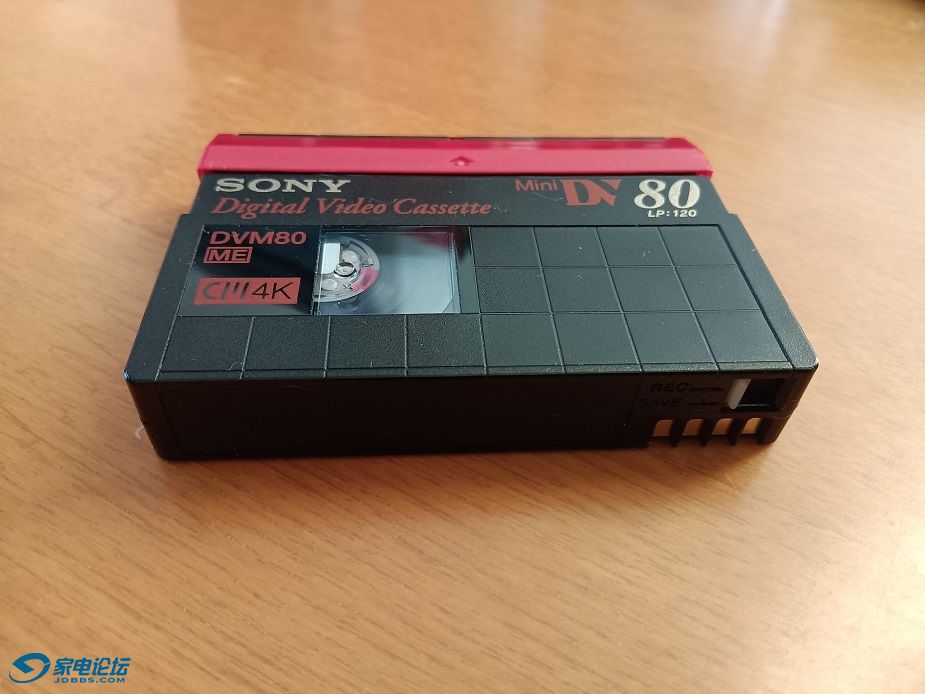 SONY
Digital Video Cassette
Mini DV 80
LP:120
DVM80
ME
CIII 4K
REC
SAVE
家电论坛
JDBBS.COM